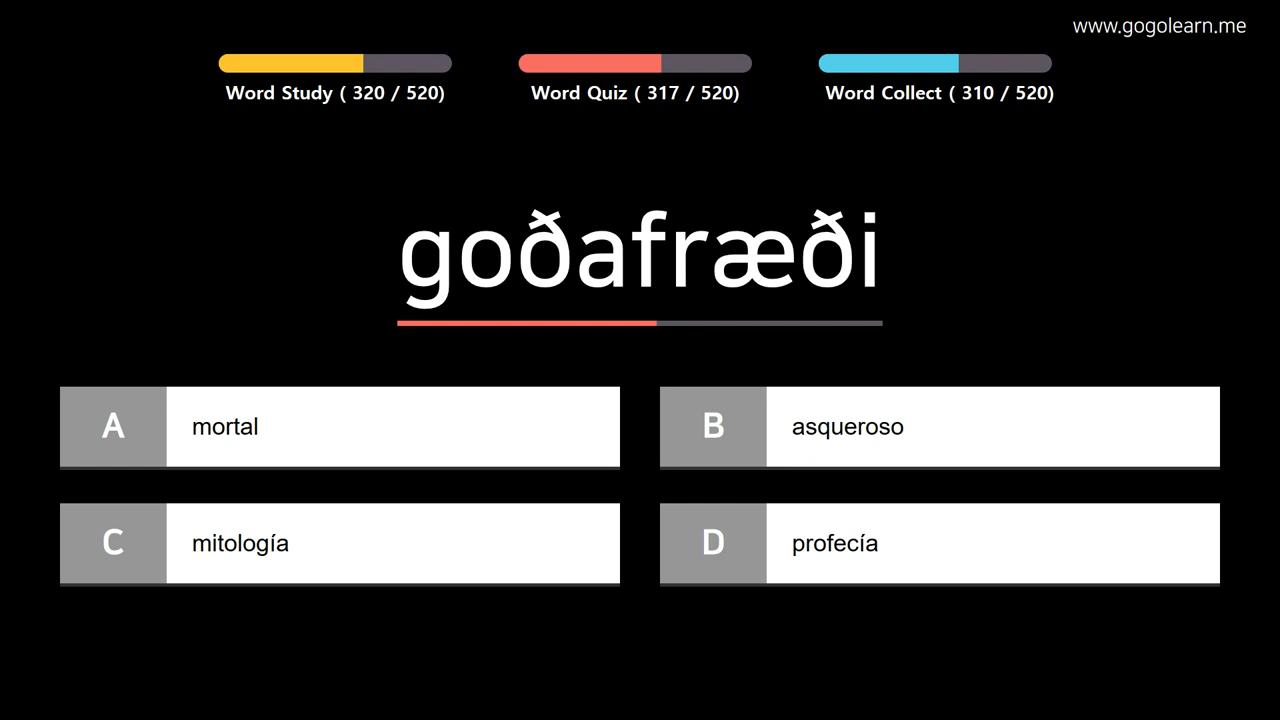 www.gogolearn.me
Word Study ( 320 / 520)
Word Quiz ( 317 / 520)
Word Collect ( 310 / 520)
goðafræði
A mortal
B asqueroso
C mitología
D profecía